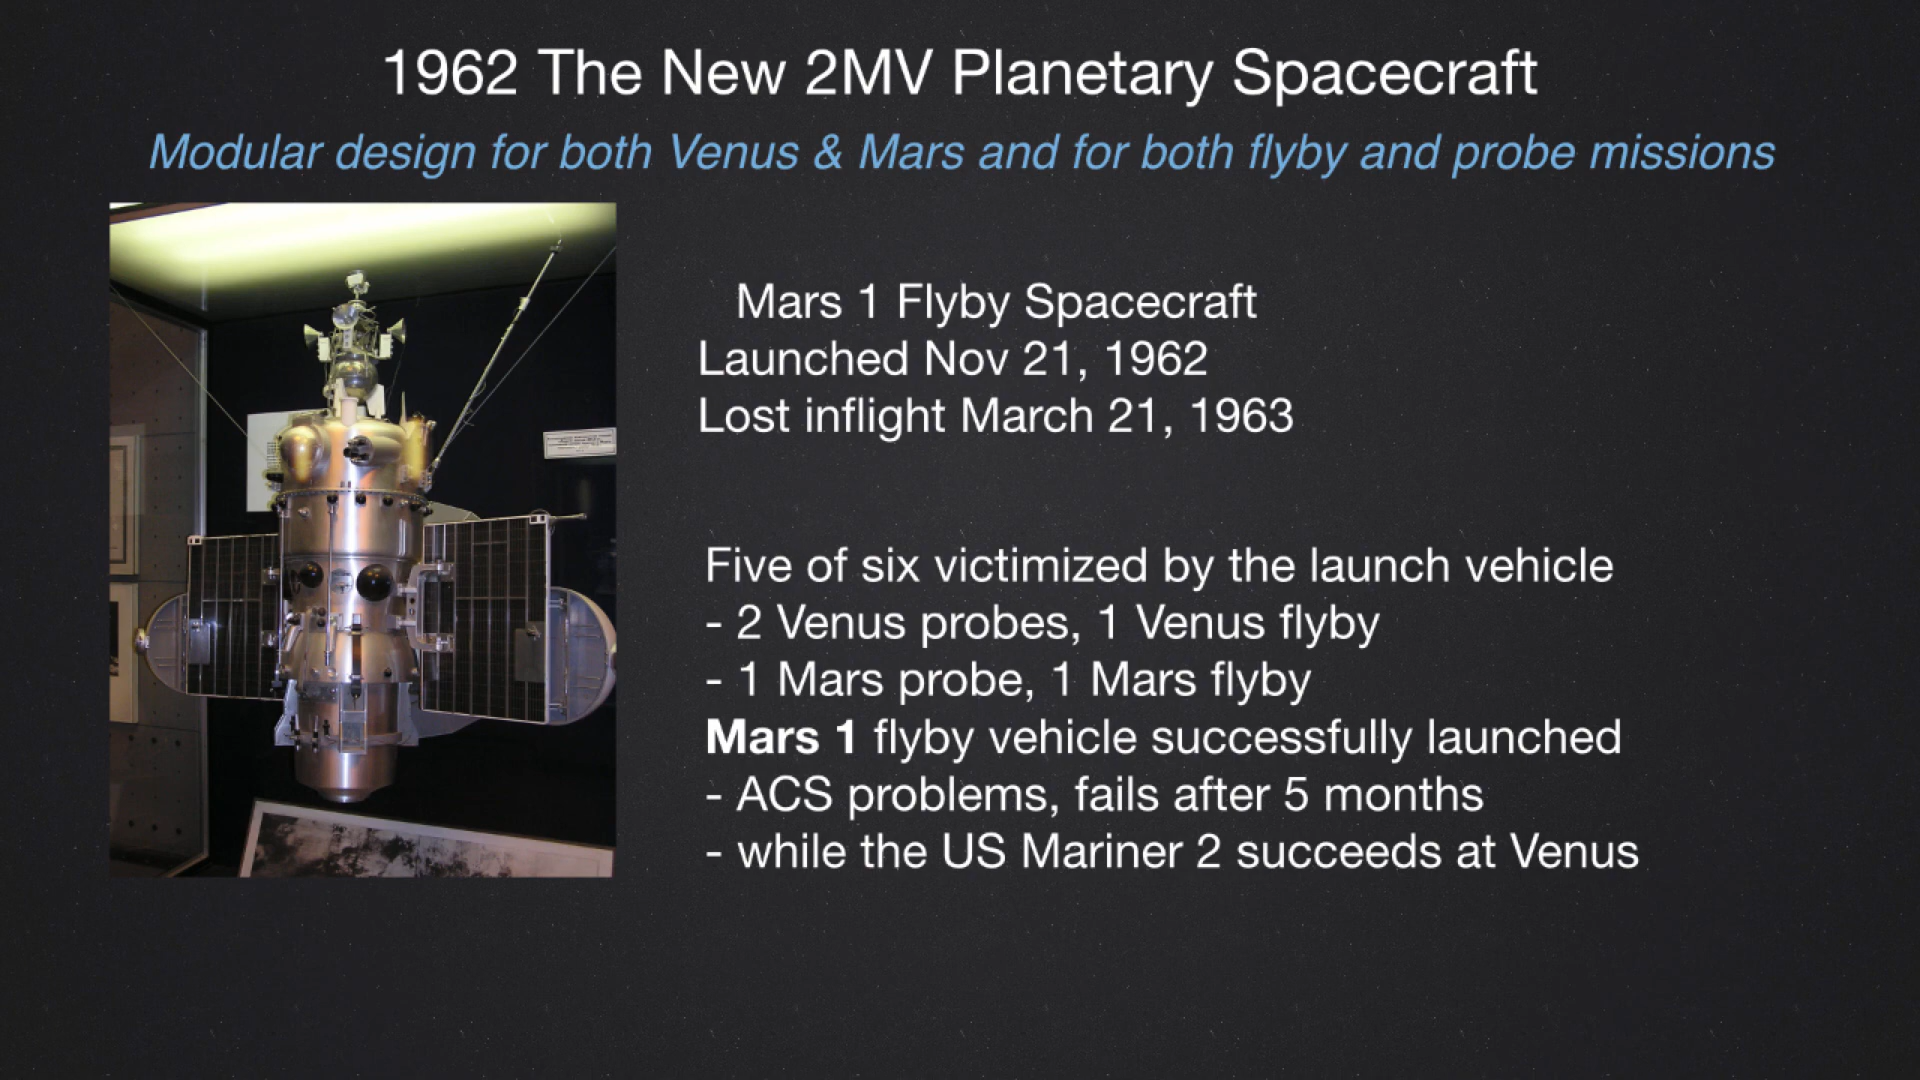 1962 The New 2MV Planetary Spacecraft
Modular design for both Venus & Mars and for both flyby and probe missions
Mars 1 Flyby Spacecraft
Launched Nov 21, 1962
Lost inflight March 21, 1963
Five of six victimized by the launch vehicle
- 2 Venus probes, 1 Venus flyby
- 1 Mars probe, 1 Mars flyby
Mars 1 flyby vehicle successfully launched
- ACS problems, fails after 5 months
- while the US Mariner 2 succeeds at Venus